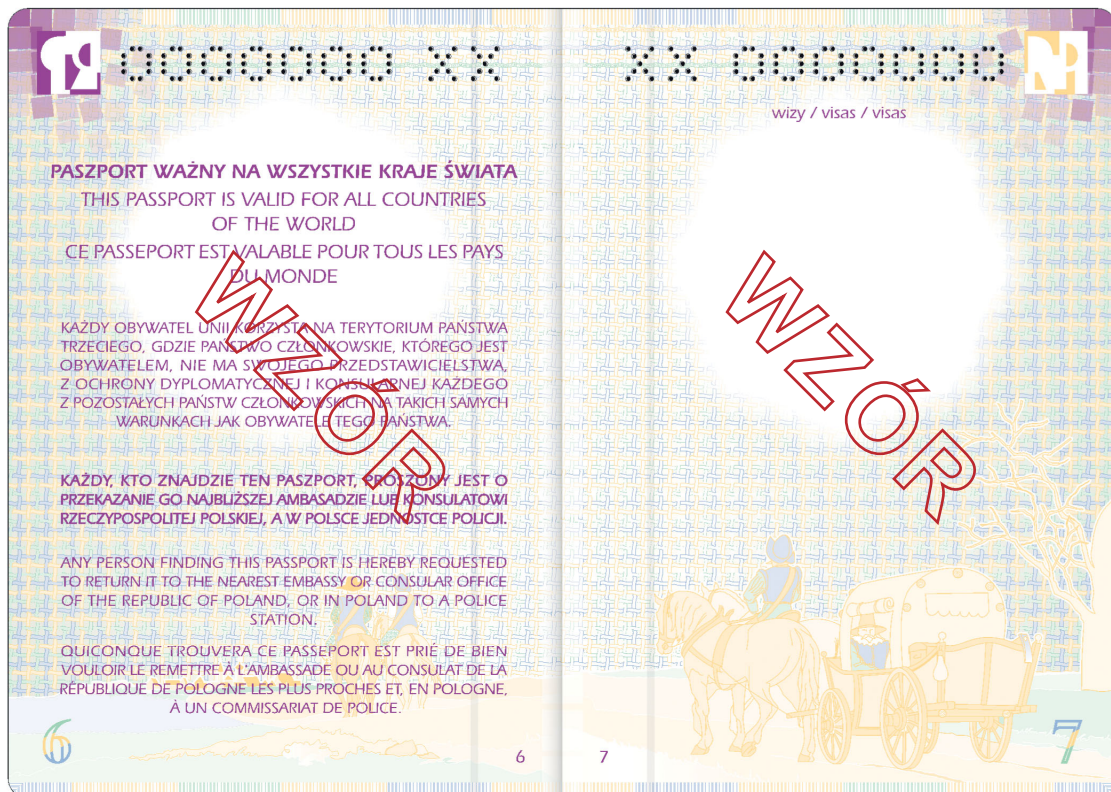 0000000 XX
PASZPORT WAŻNY NA WSZYSTKIE KRAJE ŚWIATA
THIS PASSPORT IS VALID FOR ALL COUNTRIES
OF THE WORLD
CE PASSEPORT EST VALABLE POUR TOUS LES PAYS
DU MONDE
KAŻDY OBYWATEL UNII KORZYSTA NA TERYTORIUM PAŃSTWA
TRZECIEGO, GDZIE PAŃSTWO CZŁONKOWSKIE, KTÓREGO JEST
OBYWATELEM, NIE MA SWOJEGO PRZEDSTAWICIELSTWA,
Z OCHRONY DYPLOMATYCZNEJ I KONSULARNEJ KAŻDEGO
Z POZOSTAŁYCH PAŃSTW CZŁONKOWSKICH NA TAKICH SAMYCH
WARUNKACH JAK OBYWATELE TEGO PAŃSTWA.
KAŻDY, KTO ZNAJDZIE TEN PASZPORT, PROSZONY JEST O
PRZEKAZANIE GO NAJBLIŻSZEJ AMBASADZIE LUB KONSULATOWI
RZECZYPOSPOLITEJ POLSKIEJ, A W POLSCE JEDNOSTCE POLICJI.
ANY PERSON FINDING THIS PASSPORT IS HEREBY REQUESTED
TO RETURN IT TO THE NEAREST EMBASSY OR CONSULAR OFFICE
OF THE REPUBLIC OF POLAND, OR IN POLAND TO A POLICE
STATION.
QUICONQUE TROUVERA CE PASSEPORT EST PRIÉ DE BIEN
VOULOIR LE REMETTRE À L'AMBASSADE OU AU CONSULAT DE LA
RÉPUBLIQUE DE POLOGNE LES PLUS PROCHES ET, EN POLOGNE,
À UN COMMISSARIAT DE POLICE.
WZÓR
6
6
XX 0000000
wizy / visas / visas
WZÓR
7
7